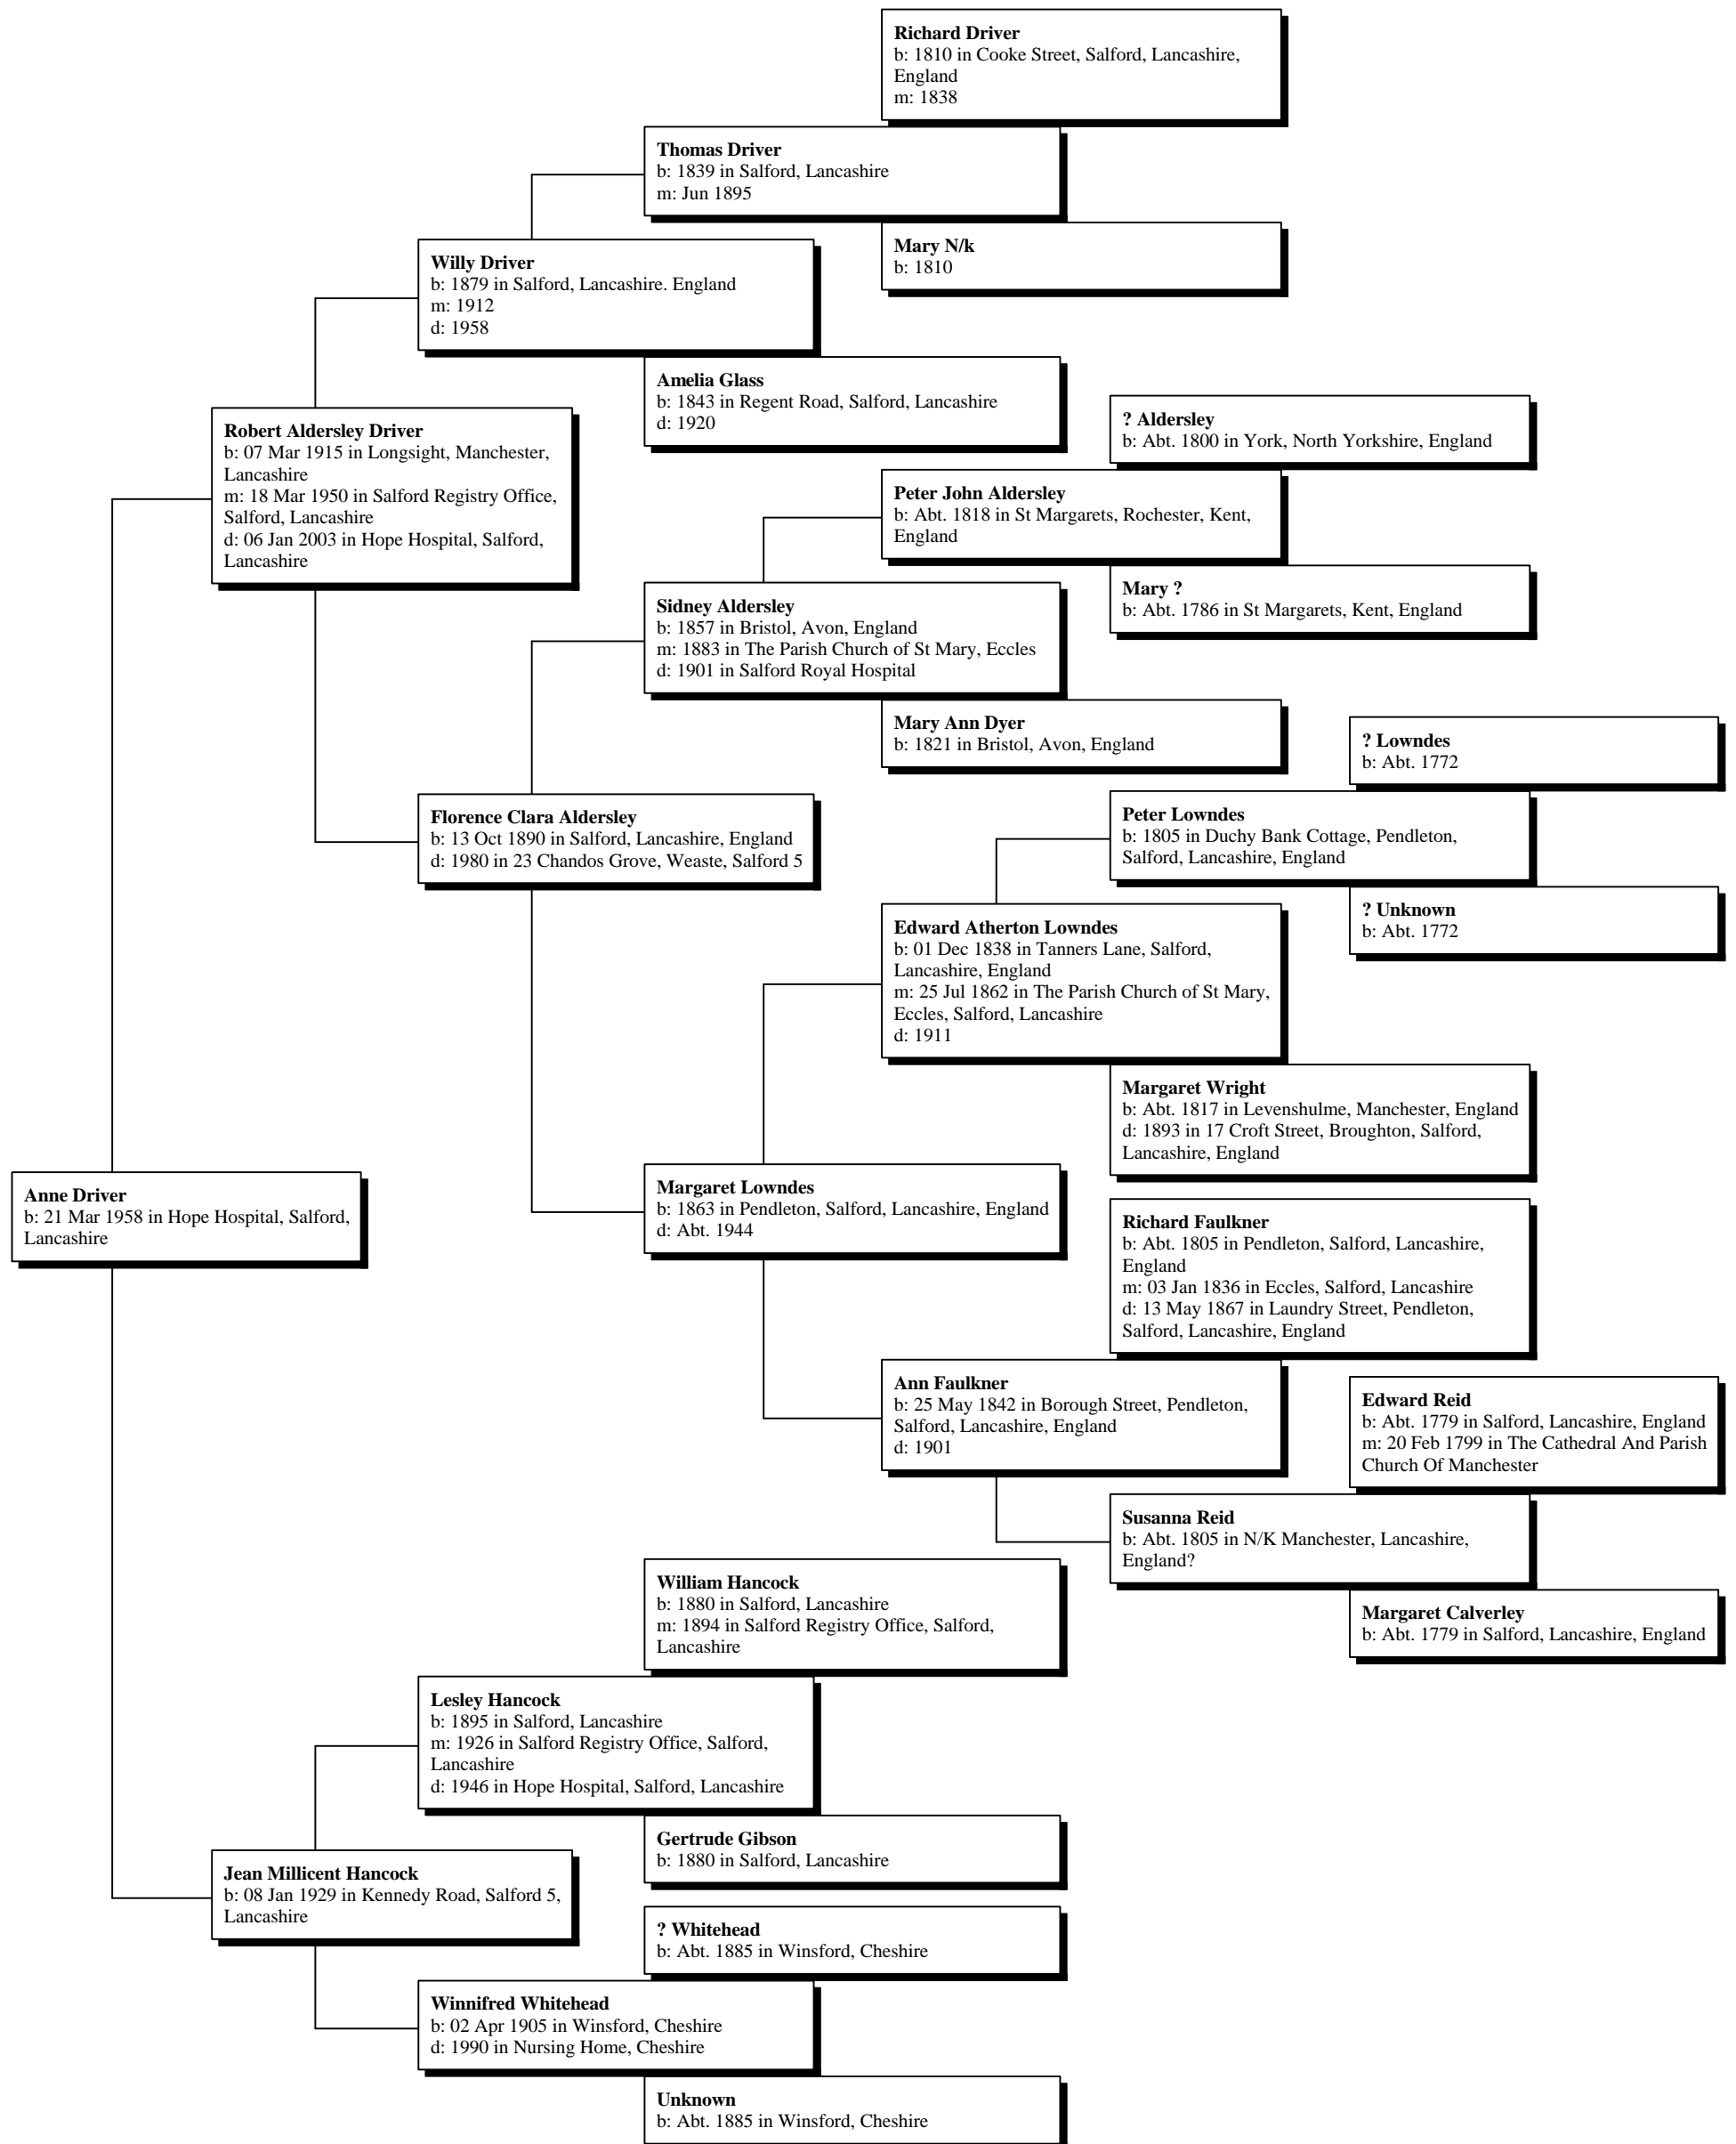 Richard Driver
b: 1810 in Cooke Street, Salford, Lancashire,
England
m: 1838
Thomas Driver
b: 1839 in Salford, Lancashire
m: Jun 1895
Mary N/k
b: 1810
Willy Driver
b: 1879 in Salford, Lancashire. England
m: 1912
d: 1958
Amelia Glass
b: 1843 in Regent Road, Salford, Lancashire
d: 1920
? Aldersley
b: Abt. 1800 in York, North Yorkshire, England
Robert Aldersley Driver
b: 07 Mar 1915 in Longsight, Manchester,
Lancashire
m: 18 Mar 1950 in Salford Registry Office,
Salford, Lancashire
d: 06 Jan 2003 in Hope Hospital, Salford,
Lancashire
Peter John Aldersley
b: Abt. 1818 in St Margarets, Rochester, Kent,
England
Mary ?
b: Abt. 1786 in St Margarets, Kent, England
Sidney Aldersley
b: 1857 in Bristol, Avon, England
m: 1883 in The Parish Church of St Mary, Eccles
d: 1901 in Salford Royal Hospital
Mary Ann Dyer
b: 1821 in Bristol, Avon, England
? Lowndes
b: Abt. 1772
Florence Clara Aldersley
b: 13 Oct 1890 in Salford, Lancashire, England
d: 1980 in 23 Chandos Grove, Weaste, Salford 5
Peter Lowndes
b: 1805 in Duchy Bank Cottage, Pendleton,
Salford, Lancashire, England
? Unknown
b: Abt. 1772
Edward Atherton Lowndes
b: 01 Dec 1838 in Tanners Lane, Salford,
Lancashire, England
m: 25 Jul 1862 in The Parish Church of St Mary,
Eccles, Salford, Lancashire
d: 1911
Margaret Wright
b: Abt. 1817 in Levenshulme, Manchester, England
d: 1893 in 17 Croft Street, Broughton, Salford,
Lancashire, England
Anne Driver
b: 21 Mar 1958 in Hope Hospital, Salford,
Lancashire
Margaret Lowndes
b: 1863 in Pendleton, Salford, Lancashire, England
d: Abt. 1944
Richard Faulkner
b: Abt. 1805 in Pendleton, Salford, Lancashire,
England
m: 03 Jan 1836 in Eccles, Salford, Lancashire
d: 13 May 1867 in Laundry Street, Pendleton,
Salford, Lancashire, England
Ann Faulkner
b: 25 May 1842 in Borough Street, Pendleton,
Salford, Lancashire, England
d: 1901
Edward Reid
b: Abt. 1779 in Salford, Lancashire, England
m: 20 Feb 1799 in The Cathedral And Parish
Church Of Manchester
Susanna Reid
b: Abt. 1805 in N/K Manchester, Lancashire,
England?
William Hancock
b: 1880 in Salford, Lancashire
m: 1894 in Salford Registry Office, Salford,
Lancashire
Margaret Calverley
b: Abt. 1779 in Salford, Lancashire, England
Lesley Hancock
b: 1895 in Salford, Lancashire
m: 1926 in Salford Registry Office, Salford,
Lancashire
d: 1946 in Hope Hospital, Salford, Lancashire
Gertrude Gibson
b: 1880 in Salford, Lancashire
Jean Millicent Hancock
b: 08 Jan 1929 in Kennedy Road, Salford 5,
Lancashire
? Whitehead
b: Abt. 1885 in Winsford, Cheshire
Winnifred Whitehead
b: 02 Apr 1905 in Winsford, Cheshire
d: 1990 in Nursing Home, Cheshire
Unknown
b: Abt. 1885 in Winsford, Cheshire